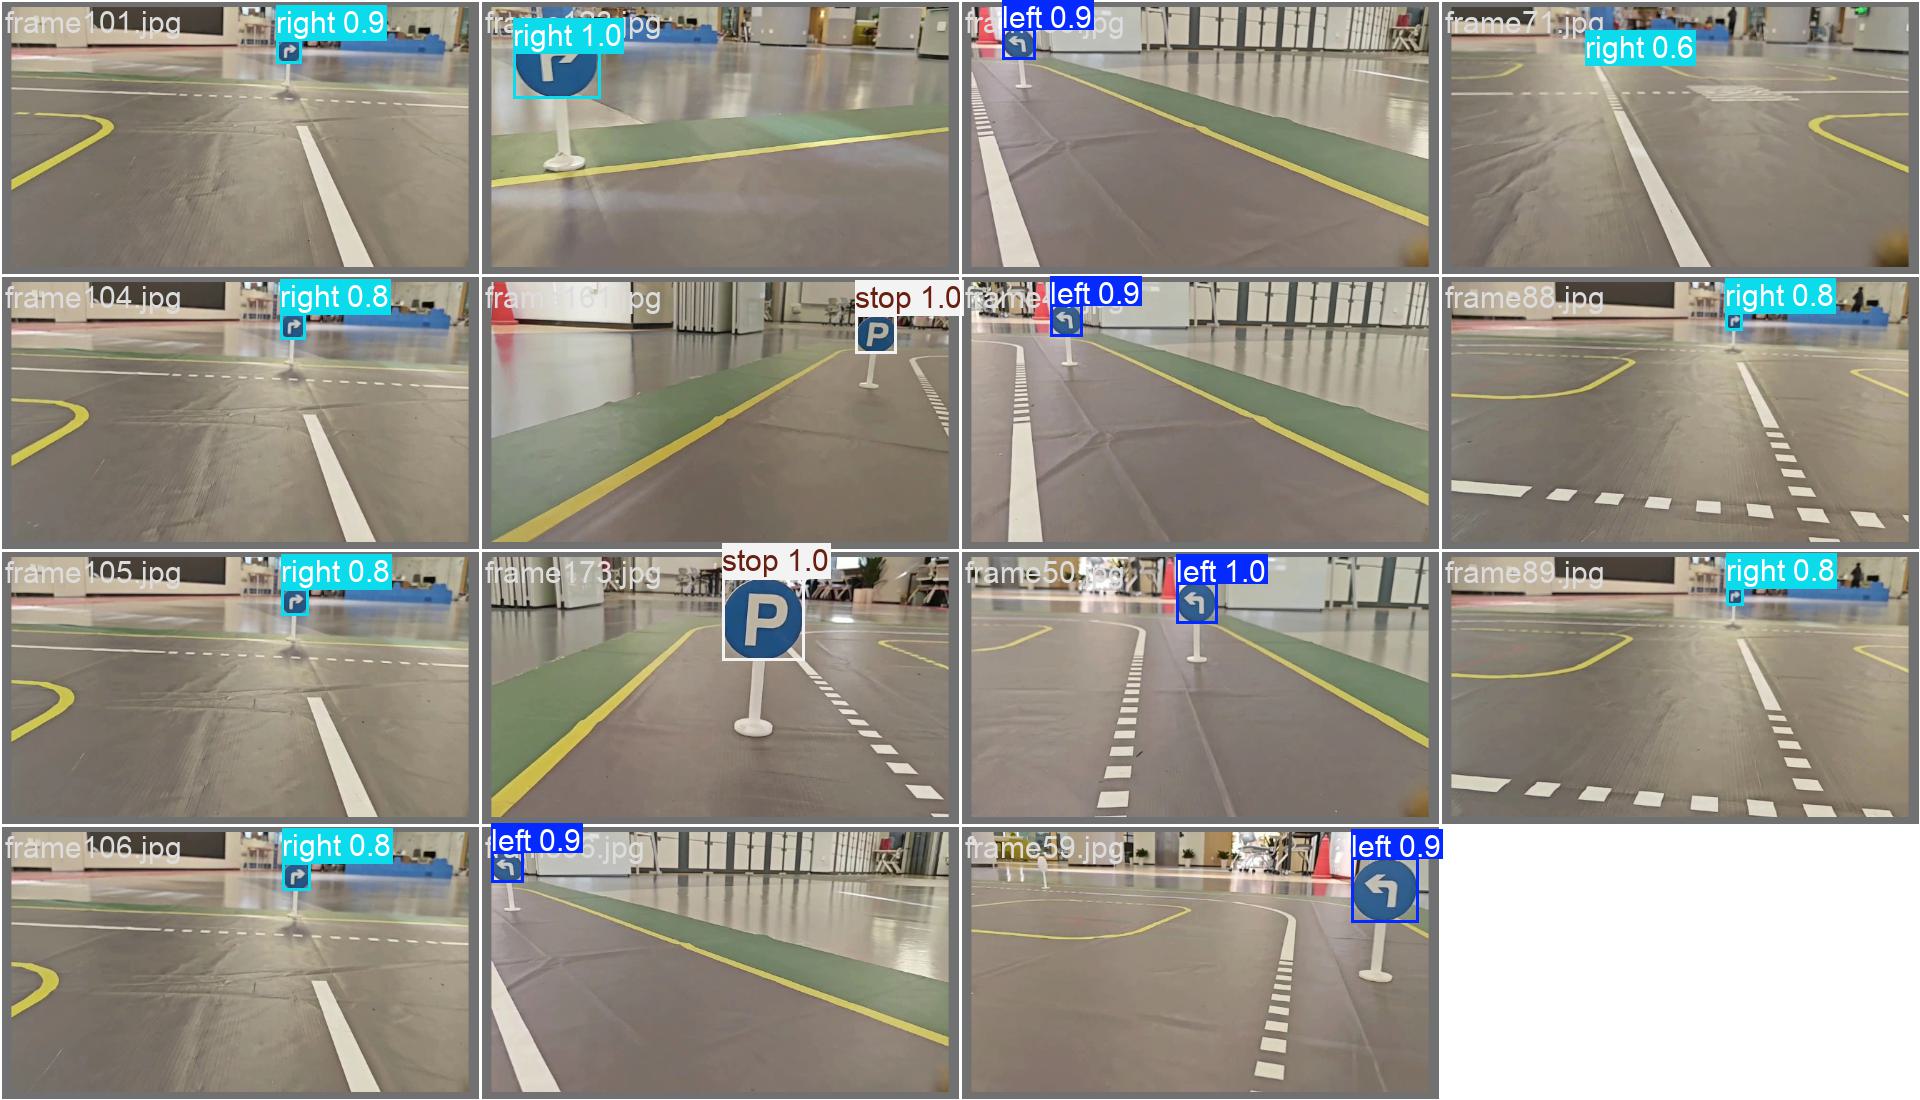 frame101.jpg
right 0.9
right 1.0
left 0.9
frame71.jpg
right 0.6
frame104.jpg
right 0.8
frame161.jpg
stop 1.0
P
left 0.9
frame88.jpg
right 0.8
frame105.jpg
right 0.8
frame173.jpg
stop 1.0
P
frame50.jpg
left 1.0
frame89.jpg
right 0.8
frame106.jpg
right 0.8
left 0.9
frame59.jpg
left 0.9